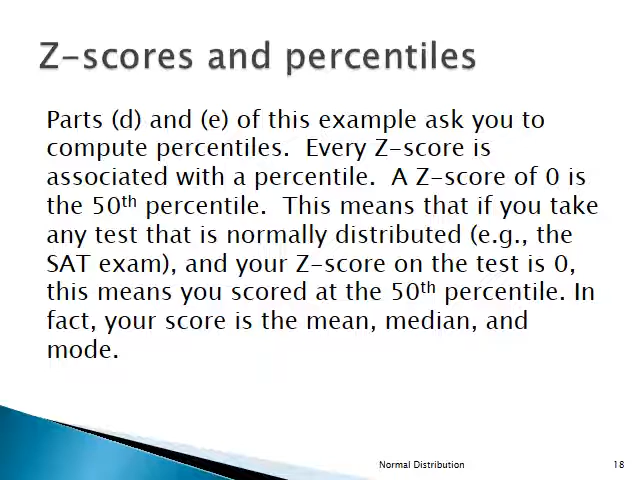 Z-scores and percentiles
Parts (d) and (e) of this example ask you to
compute percentiles.  Every Z-score is
associated with a percentile.  A Z-score of 0 is
the 50th percentile.  This means that if you take
any test that is normally distributed (e.g., the
SAT exam), and your Z-score on the test is 0,
this means you scored at the 50th percentile. In
fact, your score is the mean, median, and
mode.
Normal Distribution
18